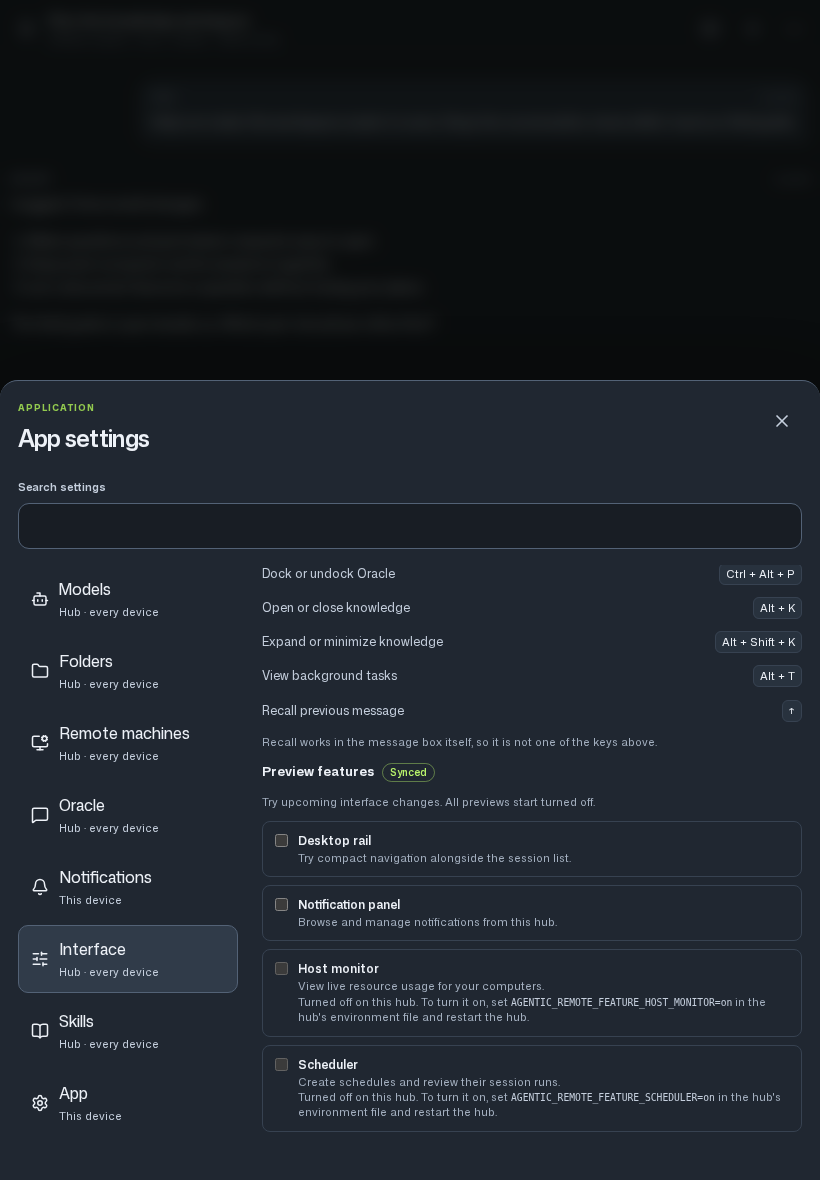 APPLICATION
App settings
Search settings
Models
Hub · every device
Folders
Hub · every device
Remote machines
Hub · every device
Oracle
Hub · every device
Notifications
This device
Interface
Hub · every device
Skills
Hub · every device
App
This device
Dock or undock Oracle
Ctrl + Alt + P
Open or close knowledge
Alt + K
Expand or minimize knowledge
Alt + Shift + K
View background tasks
Alt + T
Recall previous message
↑
Recall works in the message box itself, so it is not one of the keys above.
Preview features
Synced
Try upcoming interface changes. All previews start turned off.
Desktop rail
Try compact navigation alongside the session list.
Notification panel
Browse and manage notifications from this hub.
Host monitor
View live resource usage for your computers.
Turned off on this hub. To turn it on, set AGENTIC_REMOTE_FEATURE_HOST_MONITOR=on in the
hub's environment file and restart the hub.
Scheduler
Create schedules and review their session runs.
Turned off on this hub. To turn it on, set AGENTIC_REMOTE_FEATURE_SCHEDULER=on in the hub's
environment file and restart the hub.